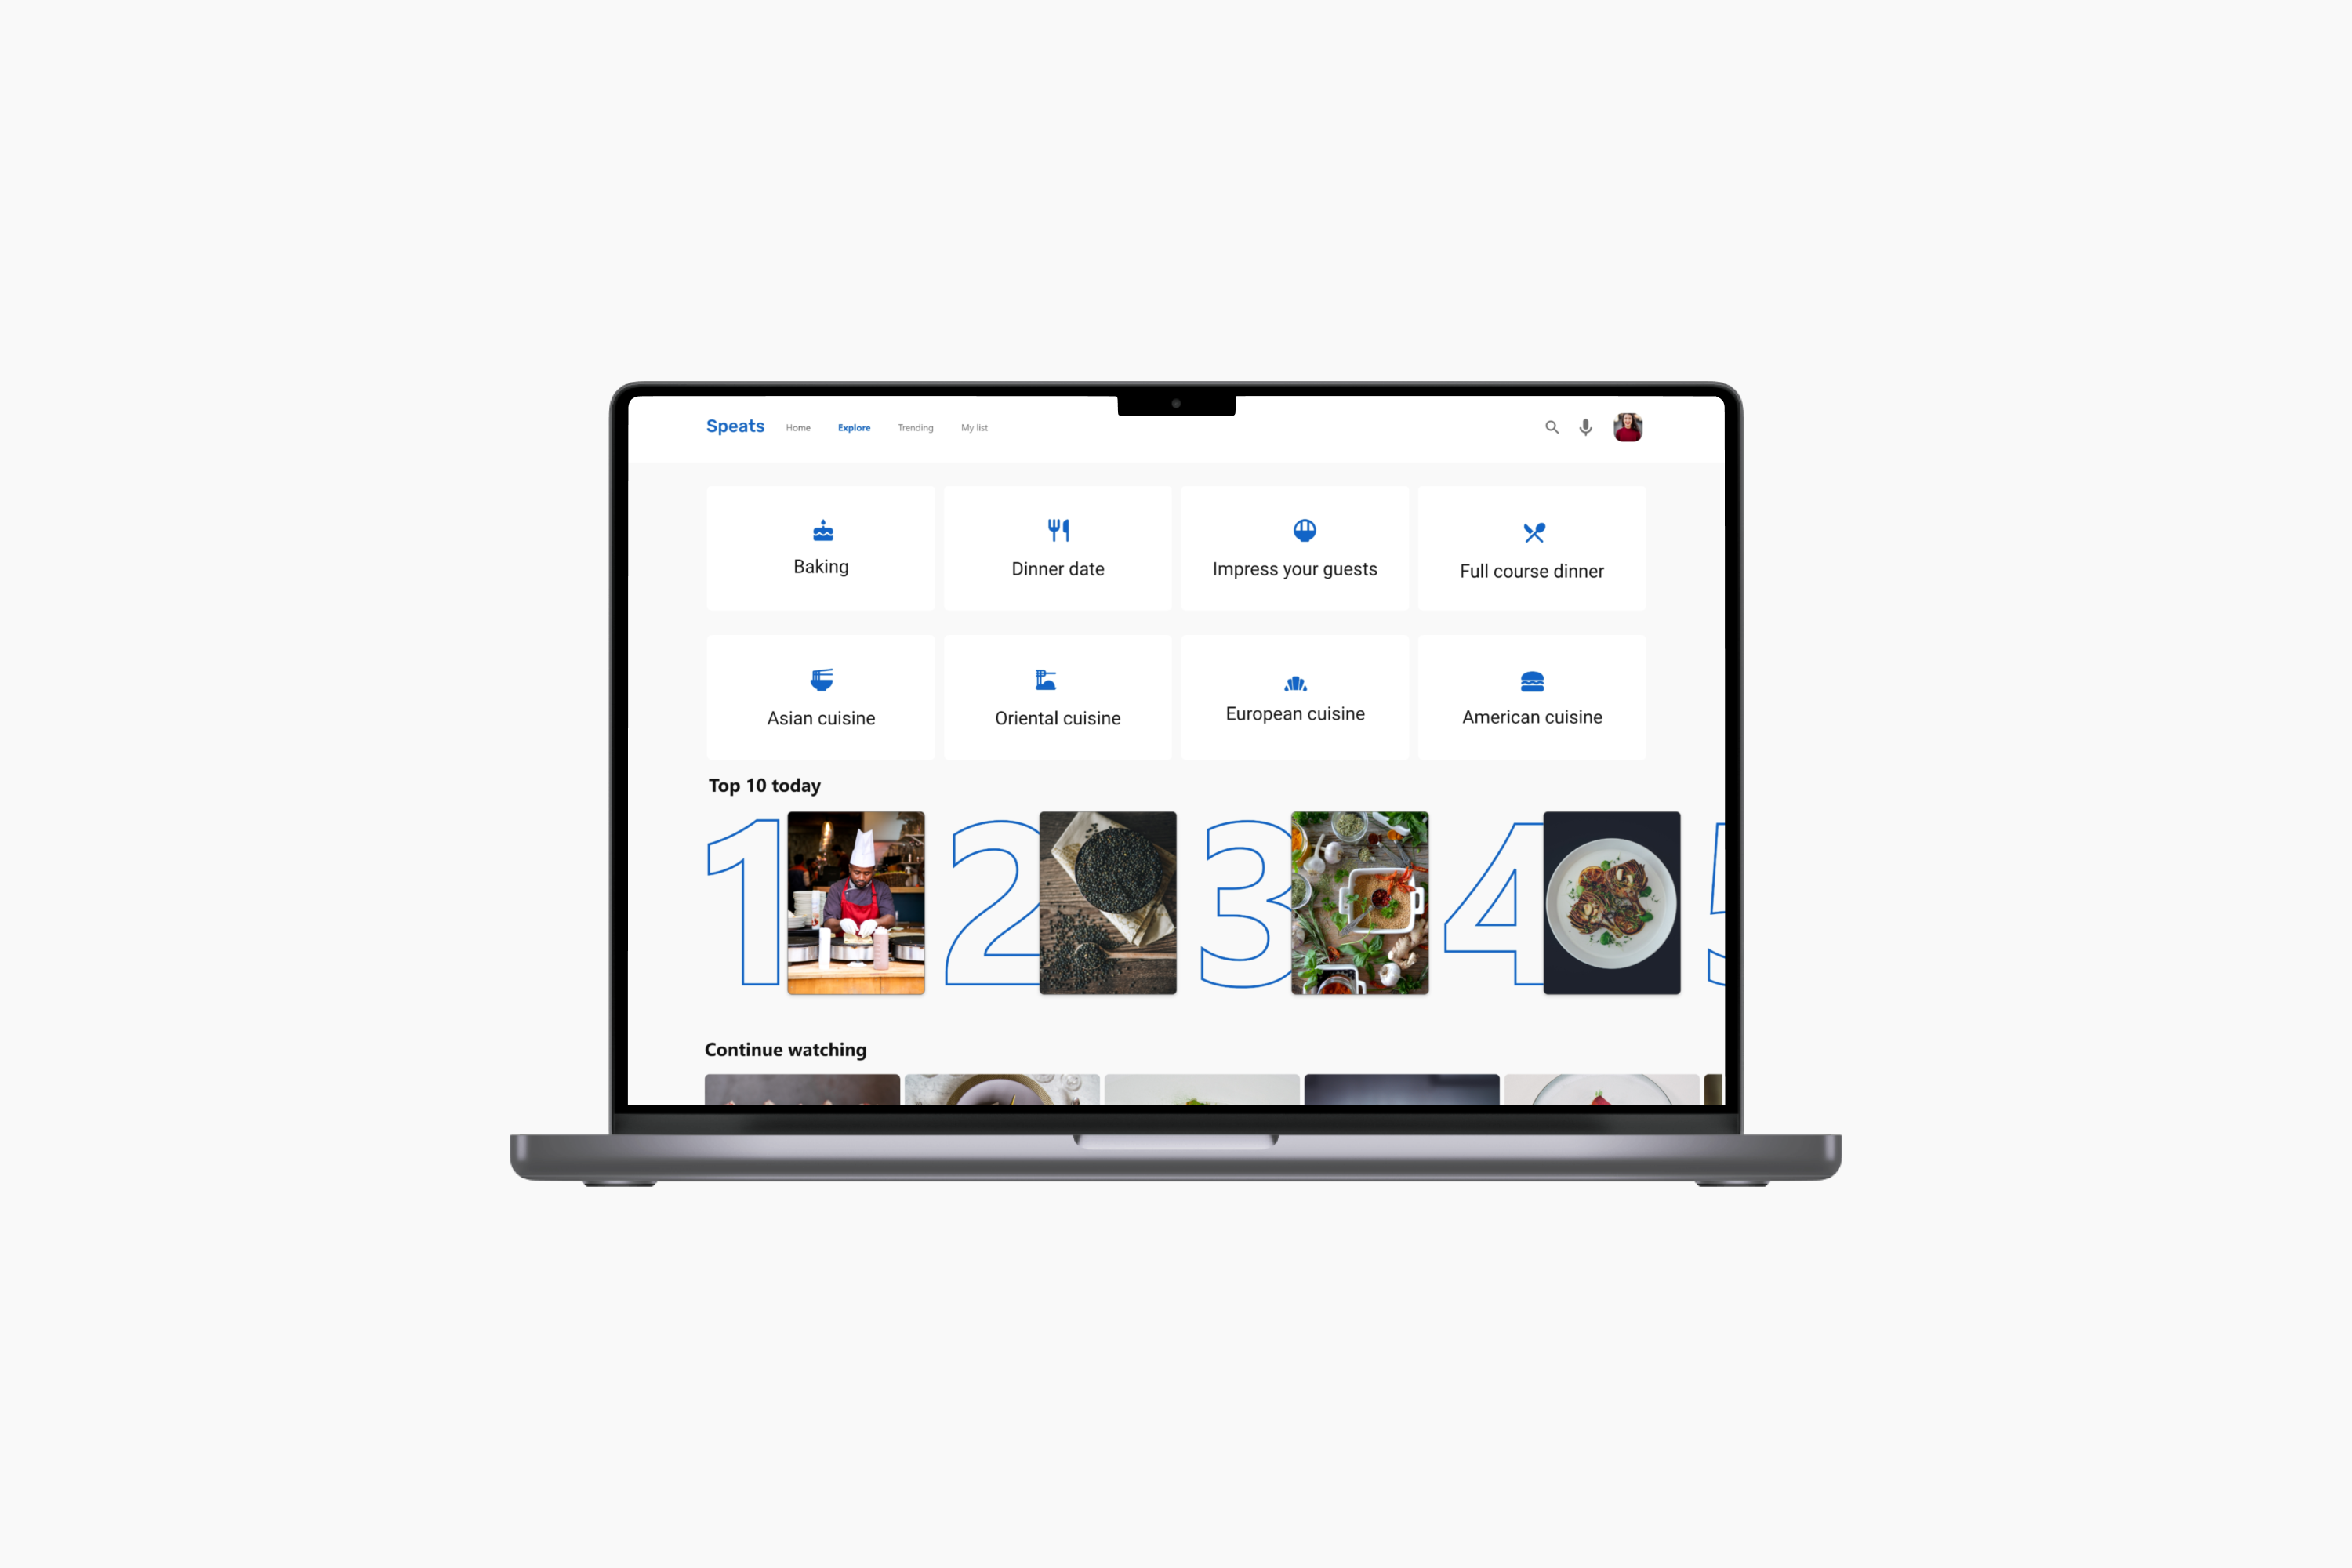 Speats Home Explore Trending My list
Baking
Dinner date
Impress your guests
Full course dinner
Asian cuisine
Oriental cuisine
European cuisine
American cuisine
Top 10 today
1 2 3 4 5
Continue watching